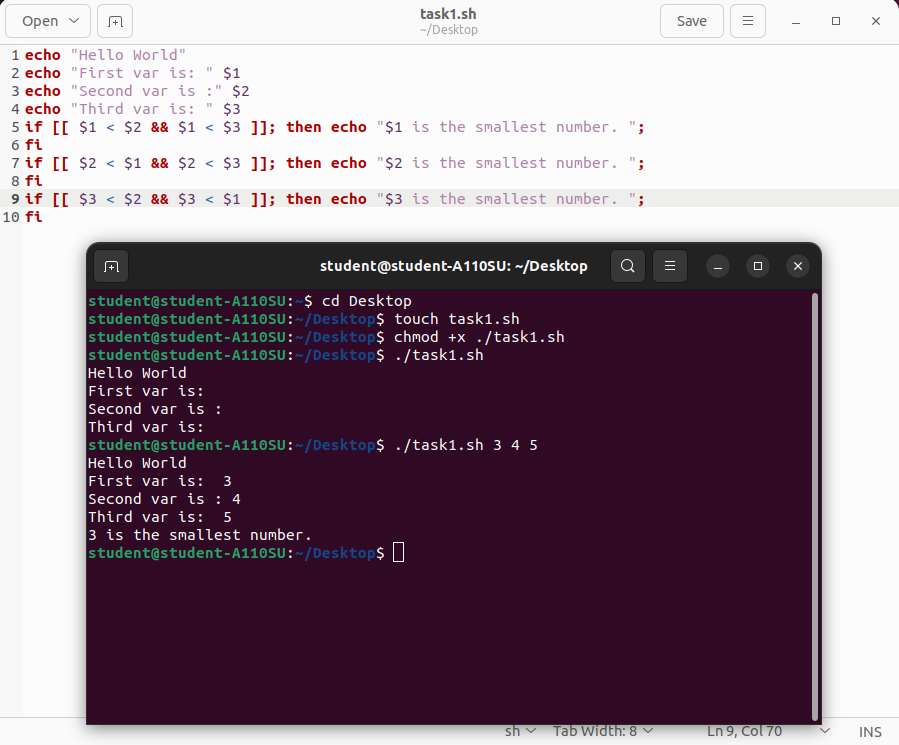 Open
task1.sh
~/Desktop
Save
1 echo "Hello World"
2 echo "First var is: " $1
3 echo "Second var is :" $2
4 echo "Third var is: " $3
5 if [[ $1 < $2 && $1 < $3 ]]; then echo "$1 is the smallest number. ";
6 fi
7 if [[ $2 < $1 && $2 < $3 ]]; then echo "$2 is the smallest number. ";
8 fi
9 if [[ $3 < $2 && $3 < $1 ]]; then echo "$3 is the smallest number. ";
10 fi
student@student-A110SU: ~/Desktop
student@student-A110SU:~$ cd Desktop
student@student-A110SU:~/Desktop$ touch task1.sh
student@student-A110SU:~/Desktop$ chmod +x ./task1.sh
student@student-A110SU:~/Desktop$ ./task1.sh
Hello World
First var is:
Second var is :
Third var is:
student@student-A110SU:~/Desktop$ ./task1.sh 3 4 5
Hello World
First var is:  3
Second var is : 4
Third var is:  5
3 is the smallest number.
student@student-A110SU:~/Desktop$
sh Tab Width: 8 Ln 9, Col 70 INS